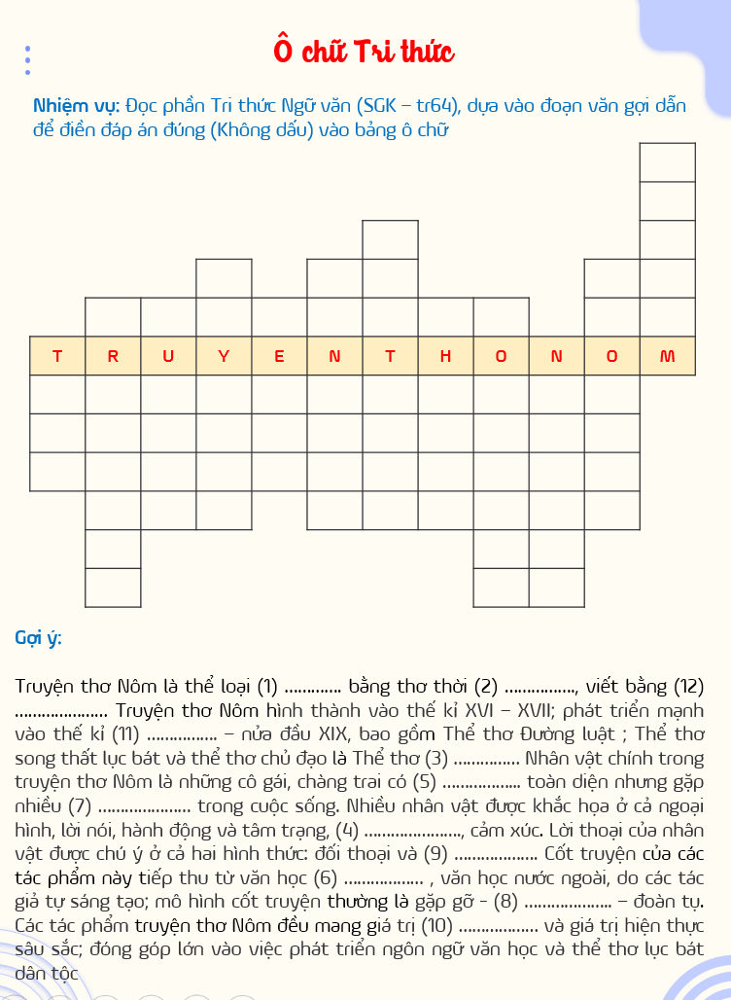 Ô chữ Tri thức
Nhiệm vụ: Đọc phần Tri thức Ngữ văn (SGK – tr64), dựa vào đoạn văn gợi dẫn
để điền đáp án đúng (Không dấu) vào bảng ô chữ
T R U Y E N T H O N O M
Gợi ý:
Truyện thơ Nôm là thể loại (1) …………. bằng thơ thời (2) ……………., viết bằng (12)
………………… Truyện thơ Nôm hình thành vào thế kỉ XVI – XVII; phát triển mạnh
vào thế kỉ (11) ……………. – nửa đầu XIX, bao gồm Thể thơ Đường luật ; Thể thơ
song thất lục bát và thể thơ chủ đạo là Thể thơ (3) …………… Nhân vật chính trong
truyện thơ Nôm là những cô gái, chàng trai có (5) …………….. toàn diện nhưng gặp
nhiều (7) ………………… trong cuộc sống. Nhiều nhân vật được khắc họa ở cả ngoại
hình, lời nói, hành động và tâm trạng, (4) …………………., cảm xúc. Lời thoại của nhân
vật được chú ý ở cả hai hình thức: đối thoại và (9) ………………. Cốt truyện của các
tác phẩm này tiếp thu từ văn học (6) ……………… , văn học nước ngoài, do các tác
giả tự sáng tạo; mô hình cốt truyện thường là gặp gỡ - (8) ……………….. – đoàn tụ.
Các tác phẩm truyện thơ Nôm đều mang giá trị (10) ……………… và giá trị hiện thực
sâu sắc; đóng góp lớn vào việc phát triển ngôn ngữ văn học và thể thơ lục bát
dân tộc